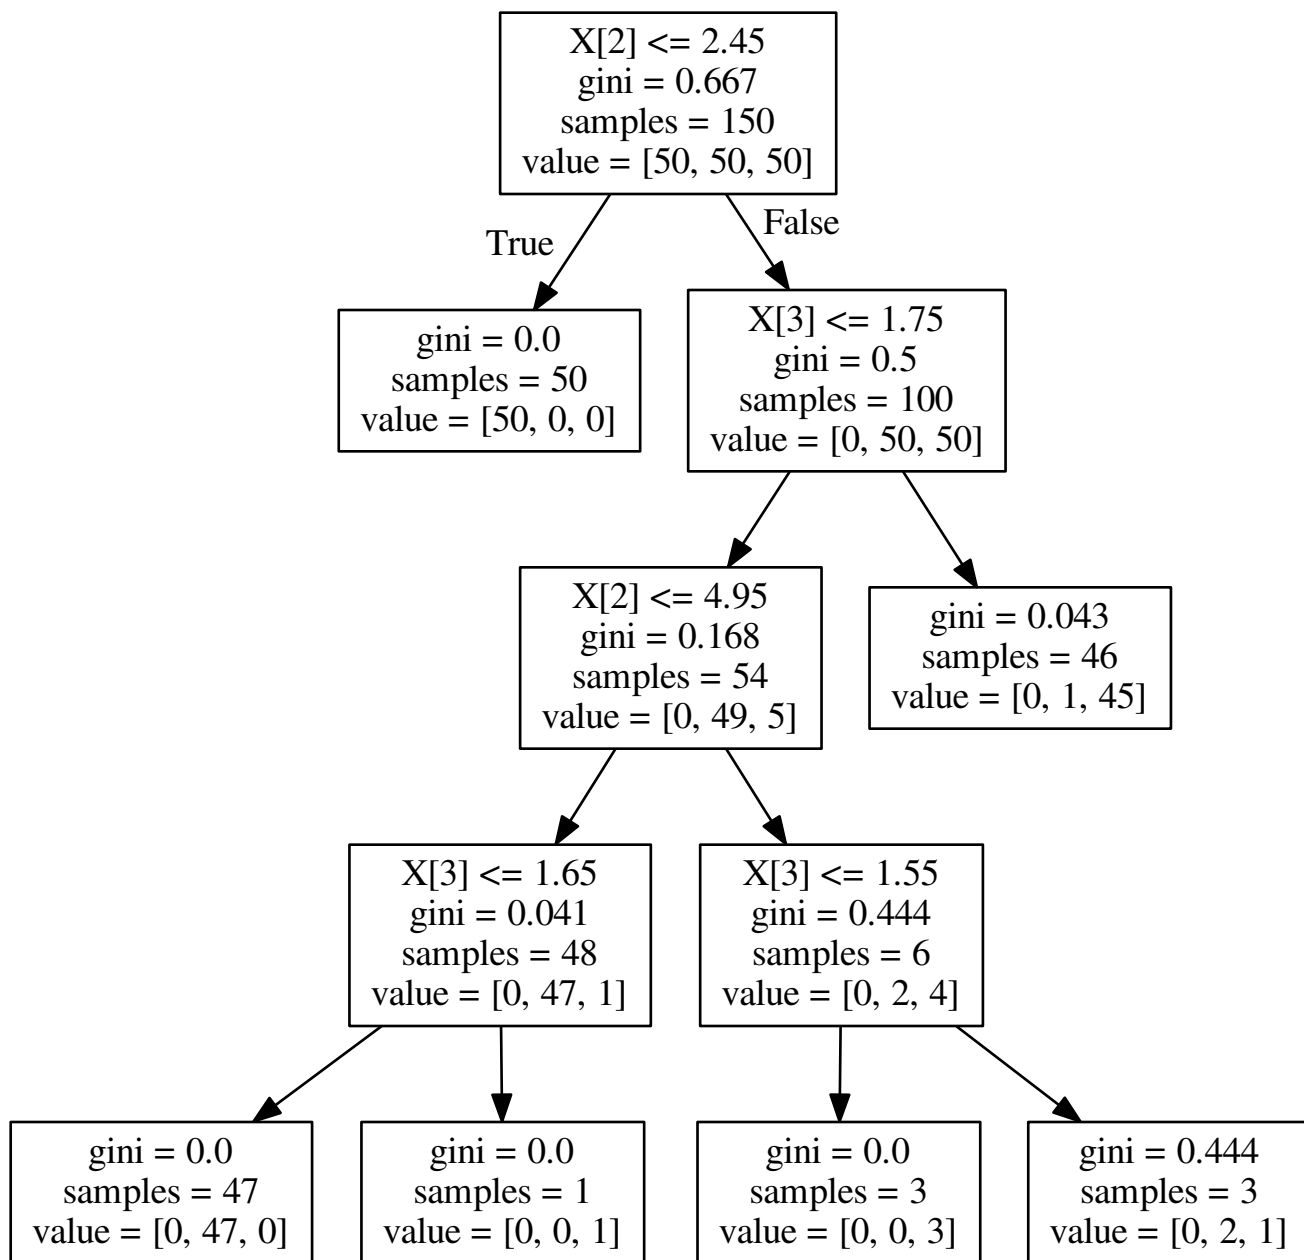 X[2] <= 2.45
gini = 0.667
samples = 150
value = [50, 50, 50]
True
False
gini = 0.0
samples = 50
value = [50, 0, 0]
X[3] <= 1.75
gini = 0.5
samples = 100
value = [0, 50, 50]
X[2] <= 4.95
gini = 0.168
samples = 54
value = [0, 49, 5]
gini = 0.043
samples = 46
value = [0, 1, 45]
X[3] <= 1.65
gini = 0.041
samples = 48
value = [0, 47, 1]
X[3] <= 1.55
gini = 0.444
samples = 6
value = [0, 2, 4]
gini = 0.0
samples = 47
value = [0, 47, 0]
gini = 0.0
samples = 1
value = [0, 0, 1]
gini = 0.0
samples = 3
value = [0, 0, 3]
gini = 0.444
samples = 3
value = [0, 2, 1]